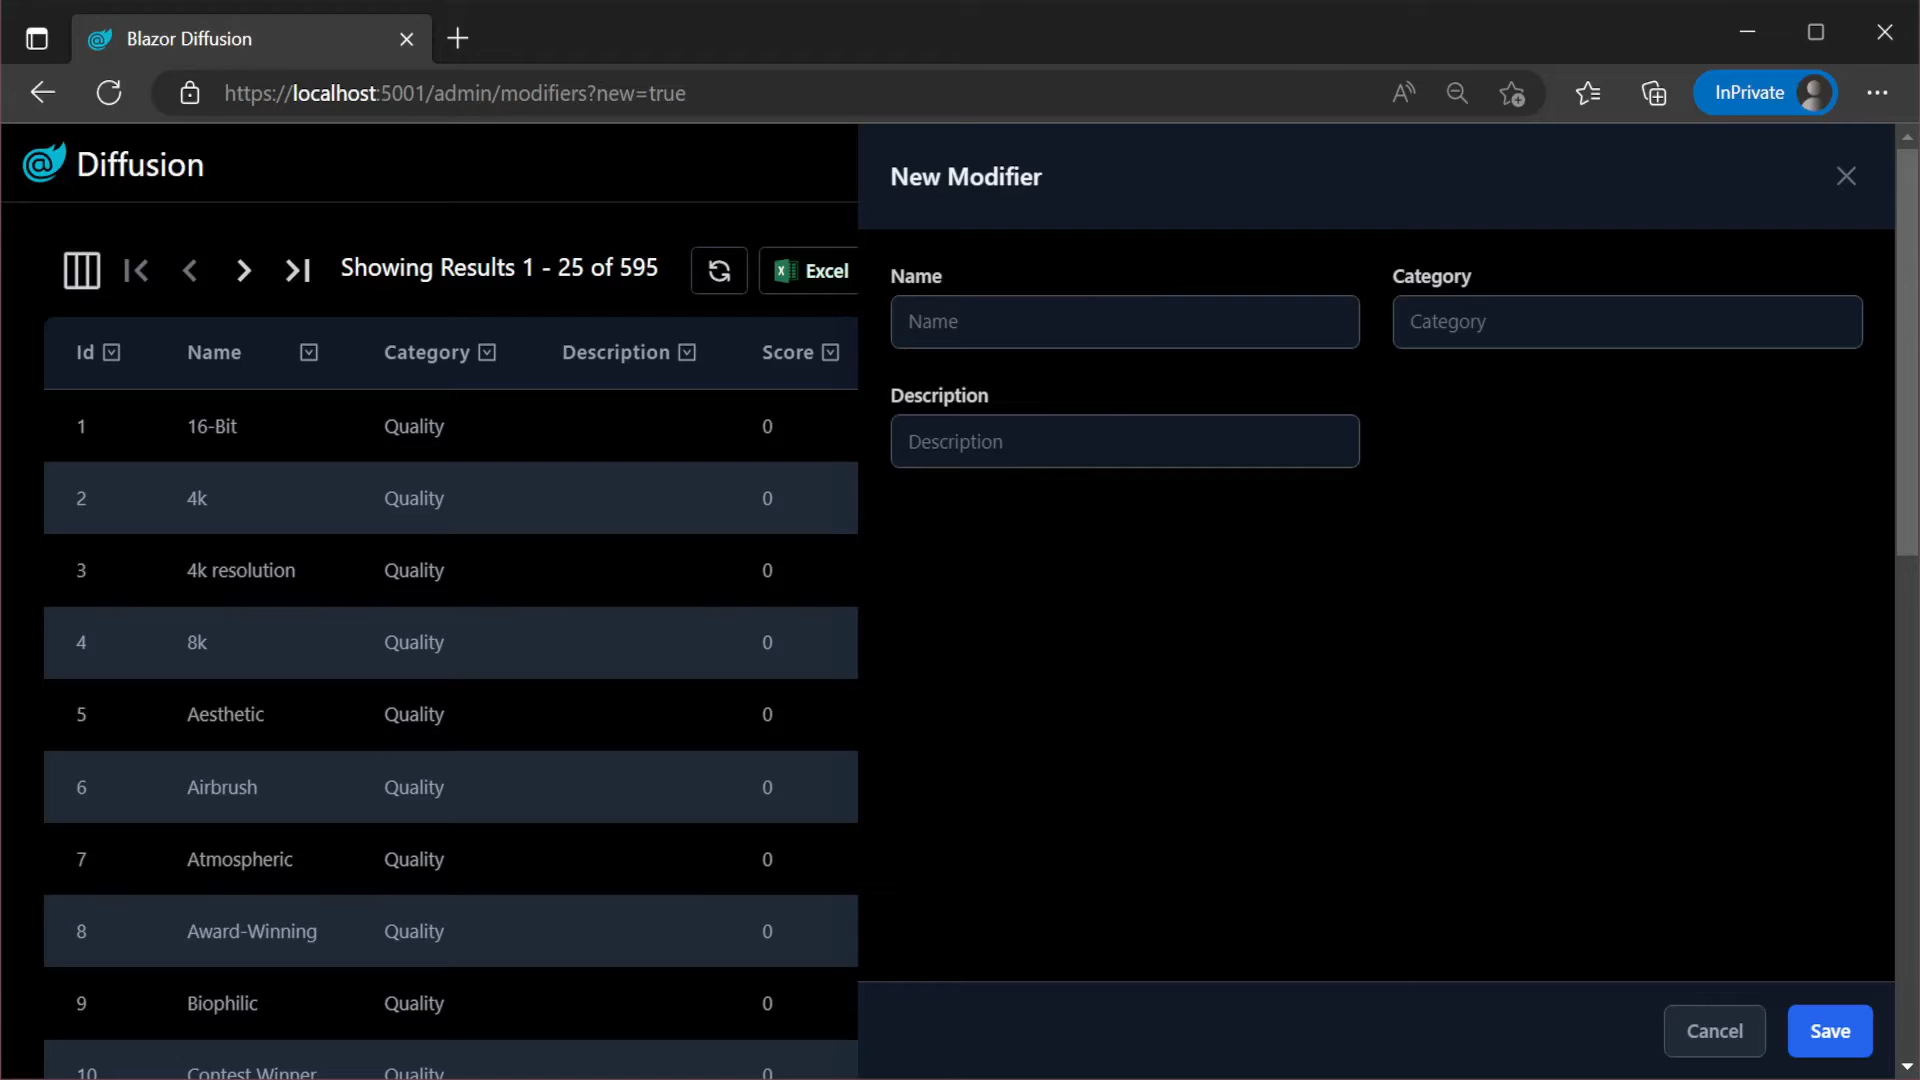 Blazor Diffusion
https://localhost:5001/admin/modifiers?new=true
InPrivate
Diffusion
Showing Results 1 - 25 of 595
Excel
Id Name Category Description Score
1 16-Bit Quality 0
2 4k Quality 0
3 4k resolution Quality 0
4 8k Quality 0
5 Aesthetic Quality 0
6 Airbrush Quality 0
7 Atmospheric Quality 0
8 Award-Winning Quality 0
9 Biophilic Quality 0
10 Contest Winner Quality 0
New Modifier
Name Category
Name Category
Description
Description
Cancel Save